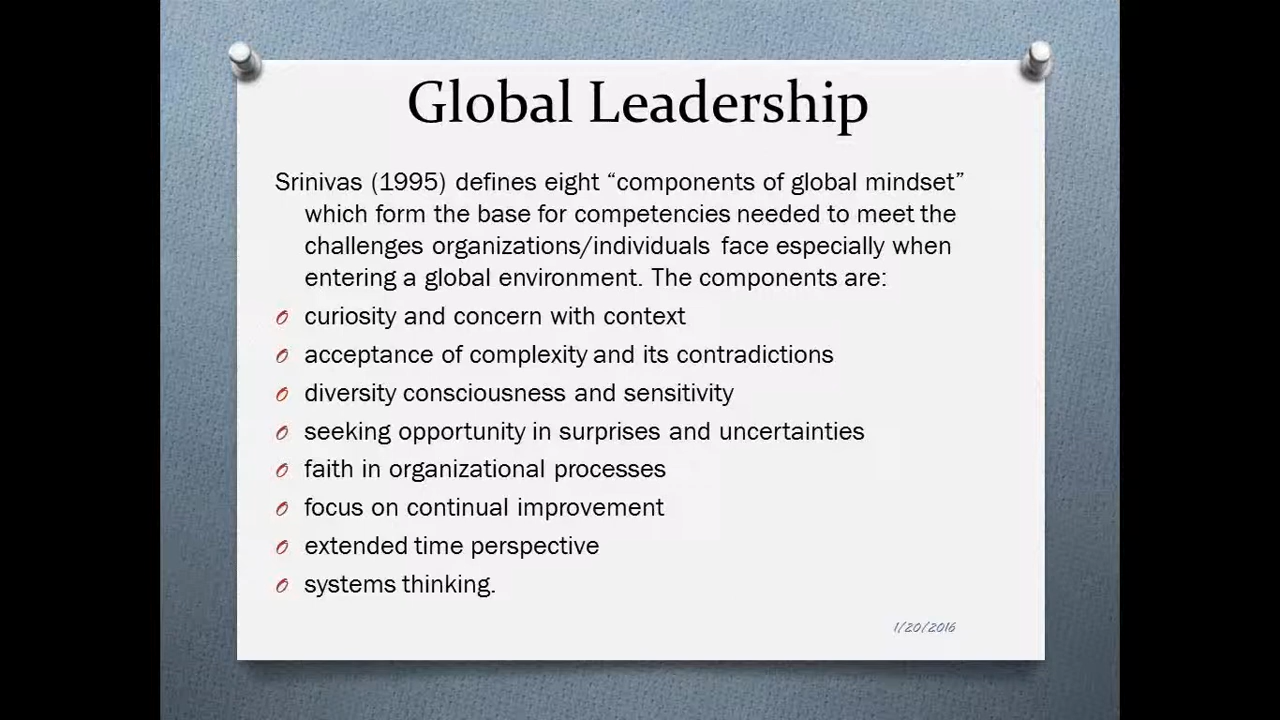 Global Leadership
Srinivas (1995) defines eight “components of global mindset”
which form the base for competencies needed to meet the
challenges organizations/individuals face especially when
entering a global environment. The components are:
curiosity and concern with context
acceptance of complexity and its contradictions
diversity consciousness and sensitivity
seeking opportunity in surprises and uncertainties
faith in organizational processes
focus on continual improvement
extended time perspective
systems thinking.
1/20/2016